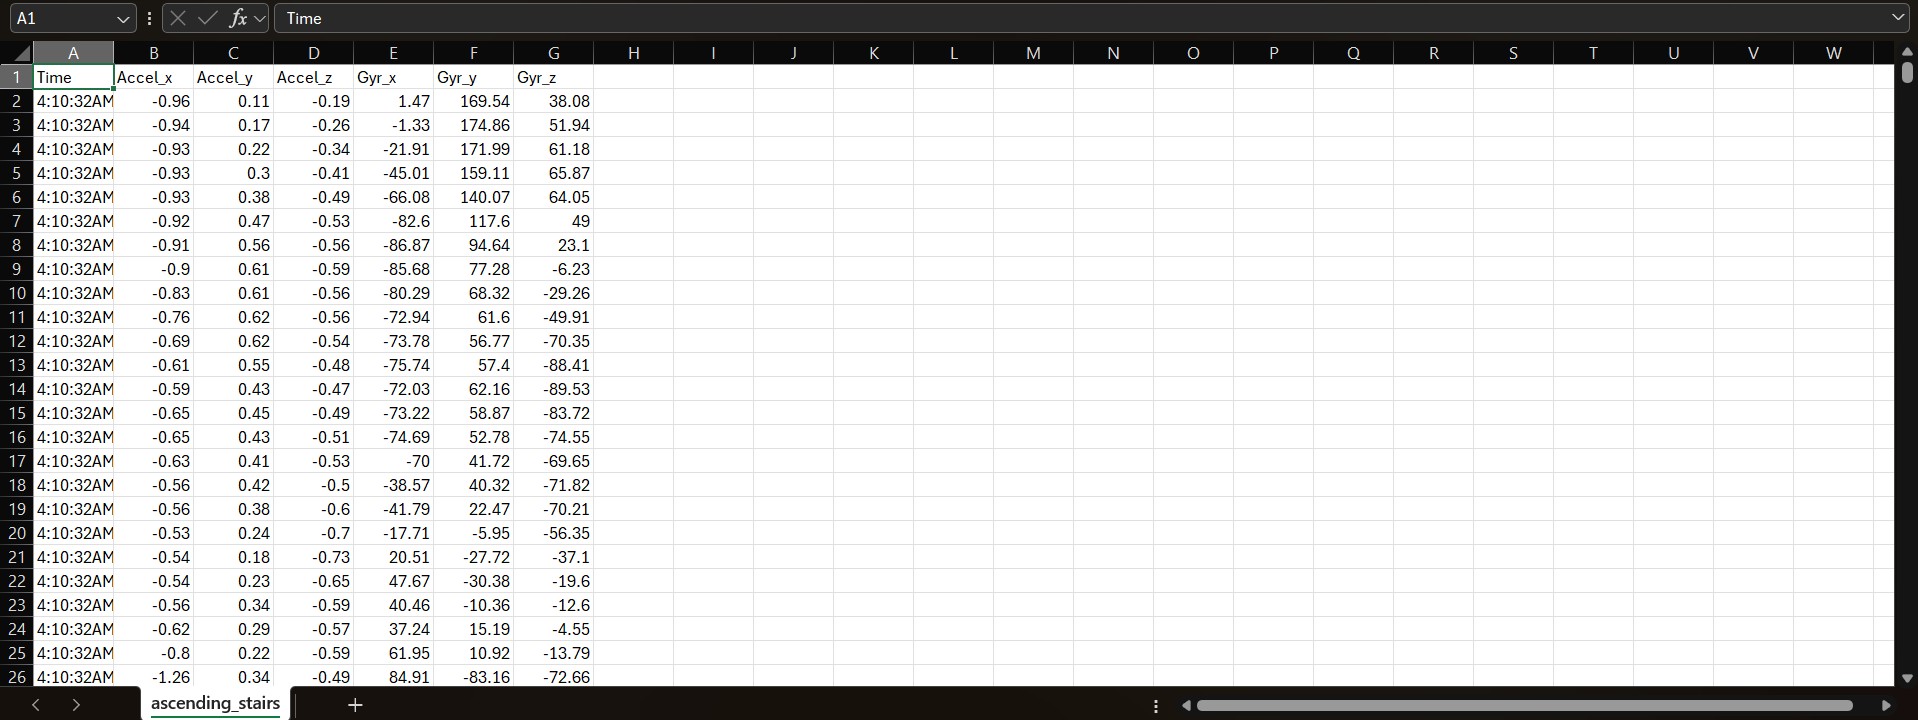 A1 fx Time
A B C D E F G H I J K L M N O P Q R S T U V W
1 Time Accel_x Accel_y Accel_z Gyr_x Gyr_y Gyr_z
2 4:10:32AM -0.96 0.11 -0.19 1.47 169.54 38.08
3 4:10:32AM -0.94 0.17 -0.26 -1.33 174.86 51.94
4 4:10:32AM -0.93 0.22 -0.34 -21.91 171.99 61.18
5 4:10:32AM -0.93 0.3 -0.41 -45.01 159.11 65.87
6 4:10:32AM -0.93 0.38 -0.49 -66.08 140.07 64.05
7 4:10:32AM -0.92 0.47 -0.53 -82.6 117.6 49
8 4:10:32AM -0.91 0.56 -0.56 -86.87 94.64 23.1
9 4:10:32AM -0.9 0.61 -0.59 -85.68 77.28 -6.23
10 4:10:32AM -0.83 0.61 -0.56 -80.29 68.32 -29.26
11 4:10:32AM -0.76 0.62 -0.56 -72.94 61.6 -49.91
12 4:10:32AM -0.69 0.62 -0.54 -73.78 56.77 -70.35
13 4:10:32AM -0.61 0.55 -0.48 -75.74 57.4 -88.41
14 4:10:32AM -0.59 0.43 -0.47 -72.03 62.16 -89.53
15 4:10:32AM -0.65 0.45 -0.49 -73.22 58.87 -83.72
16 4:10:32AM -0.65 0.43 -0.51 -74.69 52.78 -74.55
17 4:10:32AM -0.63 0.41 -0.53 -70 41.72 -69.65
18 4:10:32AM -0.56 0.42 -0.5 -38.57 40.32 -71.82
19 4:10:32AM -0.56 0.38 -0.6 -41.79 22.47 -70.21
20 4:10:32AM -0.53 0.24 -0.7 -17.71 -5.95 -56.35
21 4:10:32AM -0.54 0.18 -0.73 20.51 -27.72 -37.1
22 4:10:32AM -0.54 0.23 -0.65 47.67 -30.38 -19.6
23 4:10:32AM -0.56 0.34 -0.59 40.46 -10.36 -12.6
24 4:10:32AM -0.62 0.29 -0.57 37.24 15.19 -4.55
25 4:10:32AM -0.8 0.22 -0.59 61.95 10.92 -13.79
26 4:10:32AM -1.26 0.34 -0.49 84.91 -83.16 -72.66
ascending_stairs